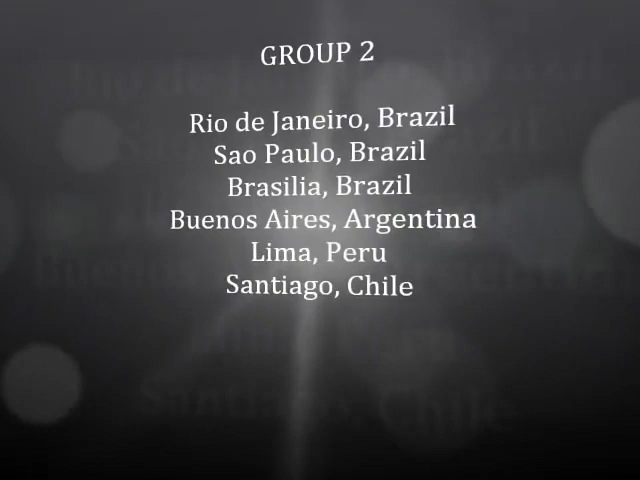 GROUP 2
Rio de Janeiro, Brazil
Sao Paulo, Brazil
Brasilia, Brazil
Buenos Aires, Argentina
Lima, Peru
Santiago, Chile